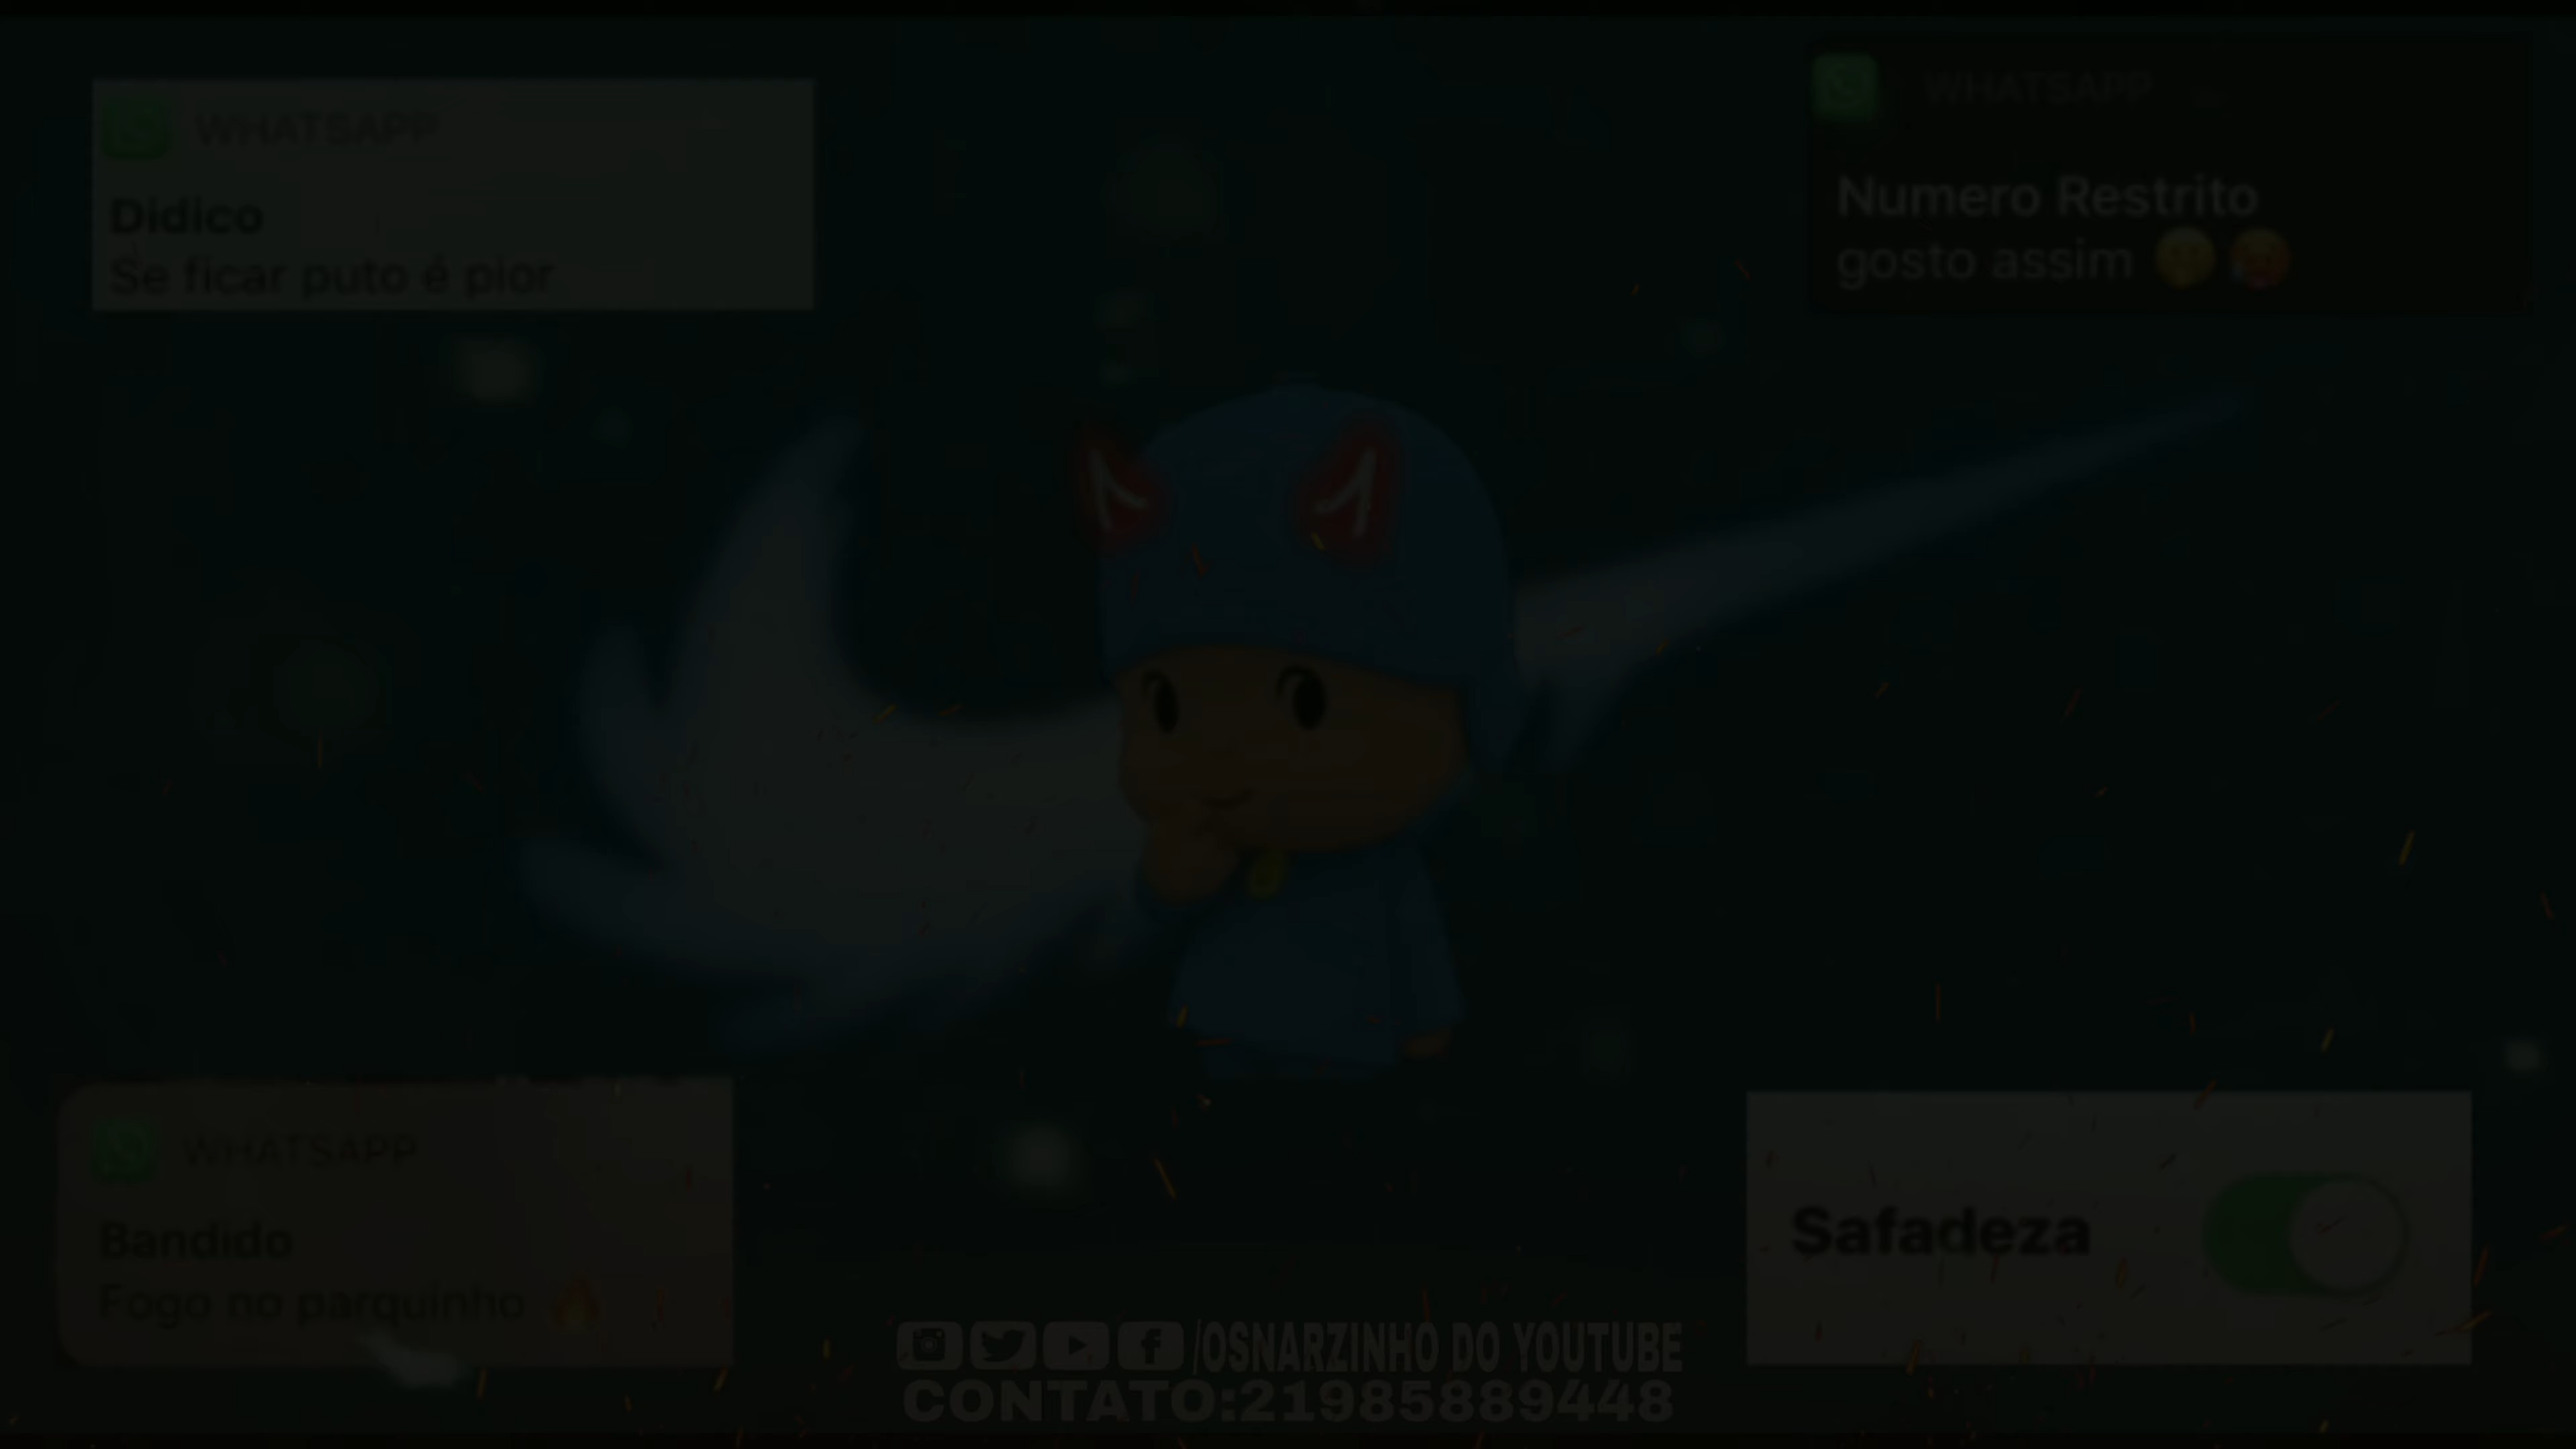 WHATSAPP
Didico
Se ficar puto é pior
WHATSAPP
Numero Restrito
gosto assim
WHATSAPP
Bandido
Fogo no parquinho
Safadeza
/OSNARZINHO DO YOUTUBE
CONTATO:21985889448